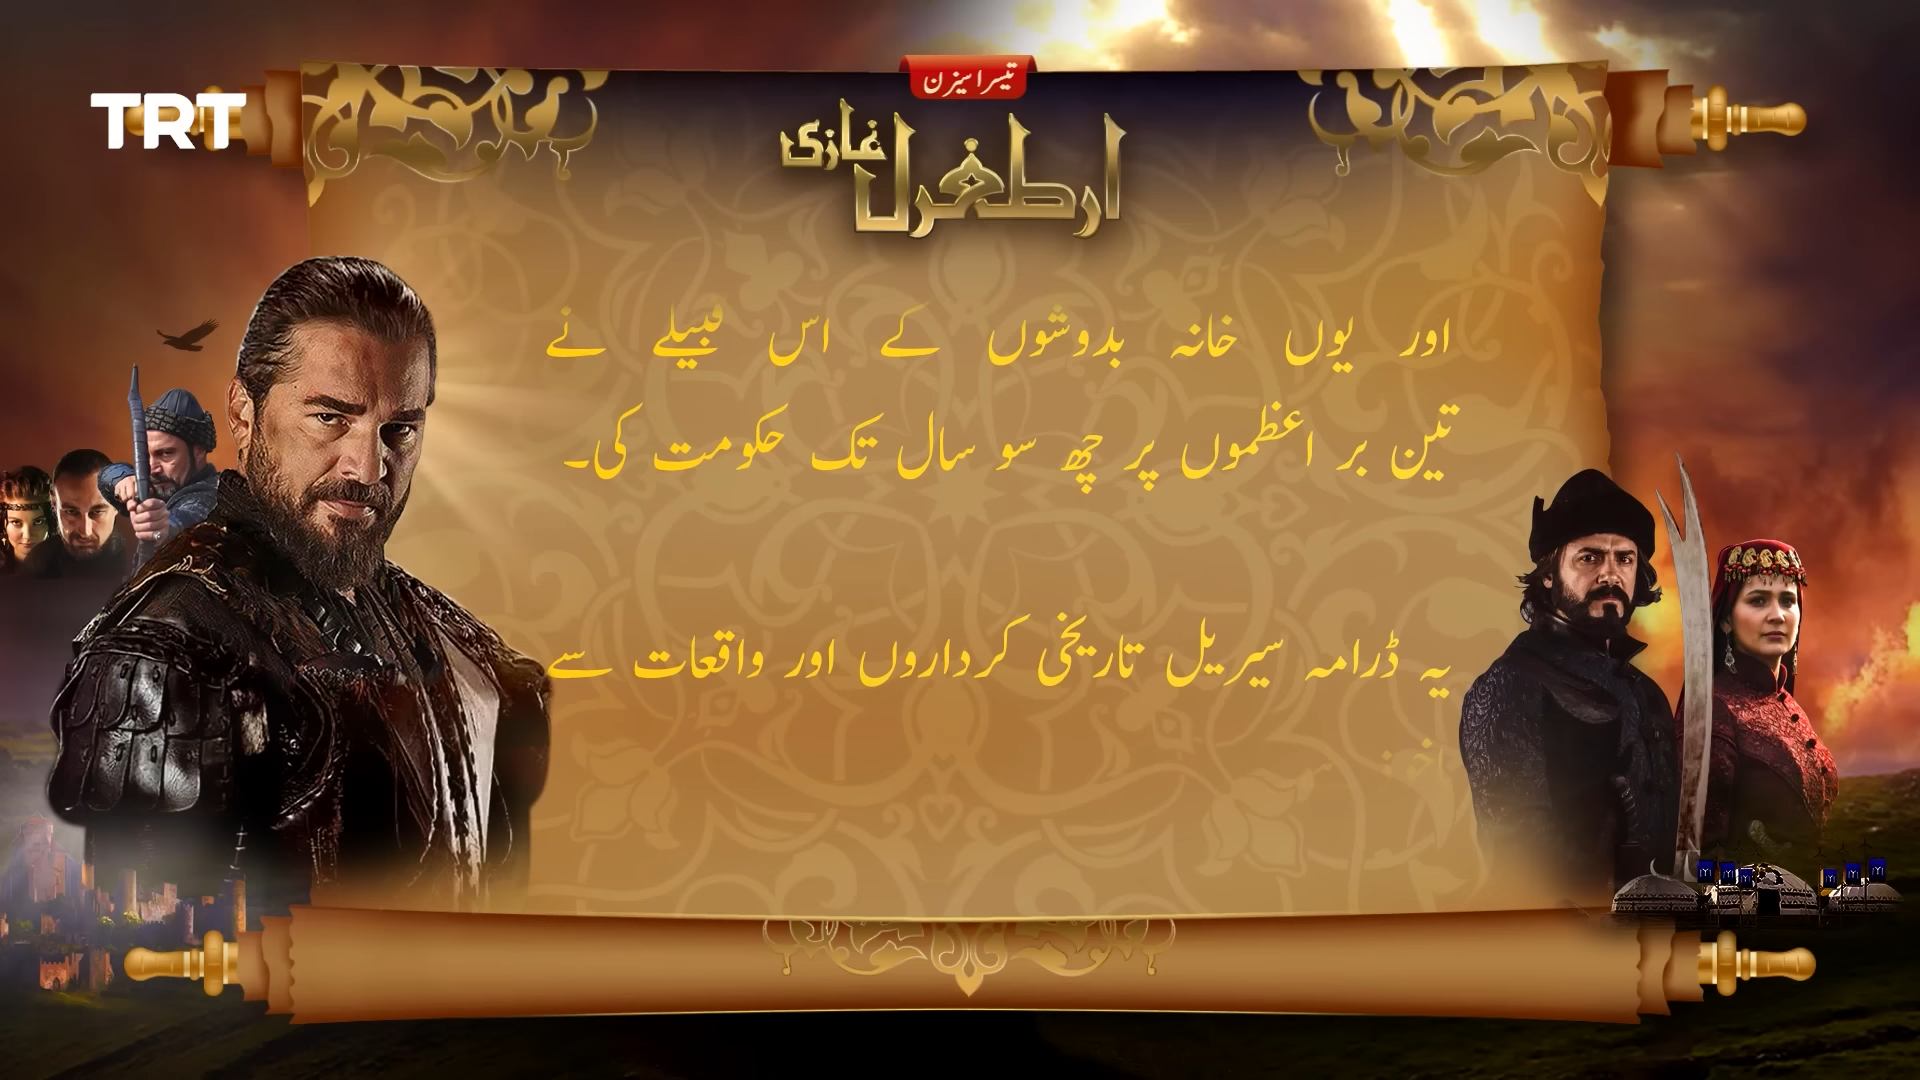 TRT
تیسرا سیزن
ارطغرل غازی
اور یوں خانہ بدوشوں کے اس قبیلے نے
تین بر اعظموں پر چھ سو سال تک حکومت کی۔
یہ ڈرامہ سیریل تاریخی کرداروں اور واقعات سے